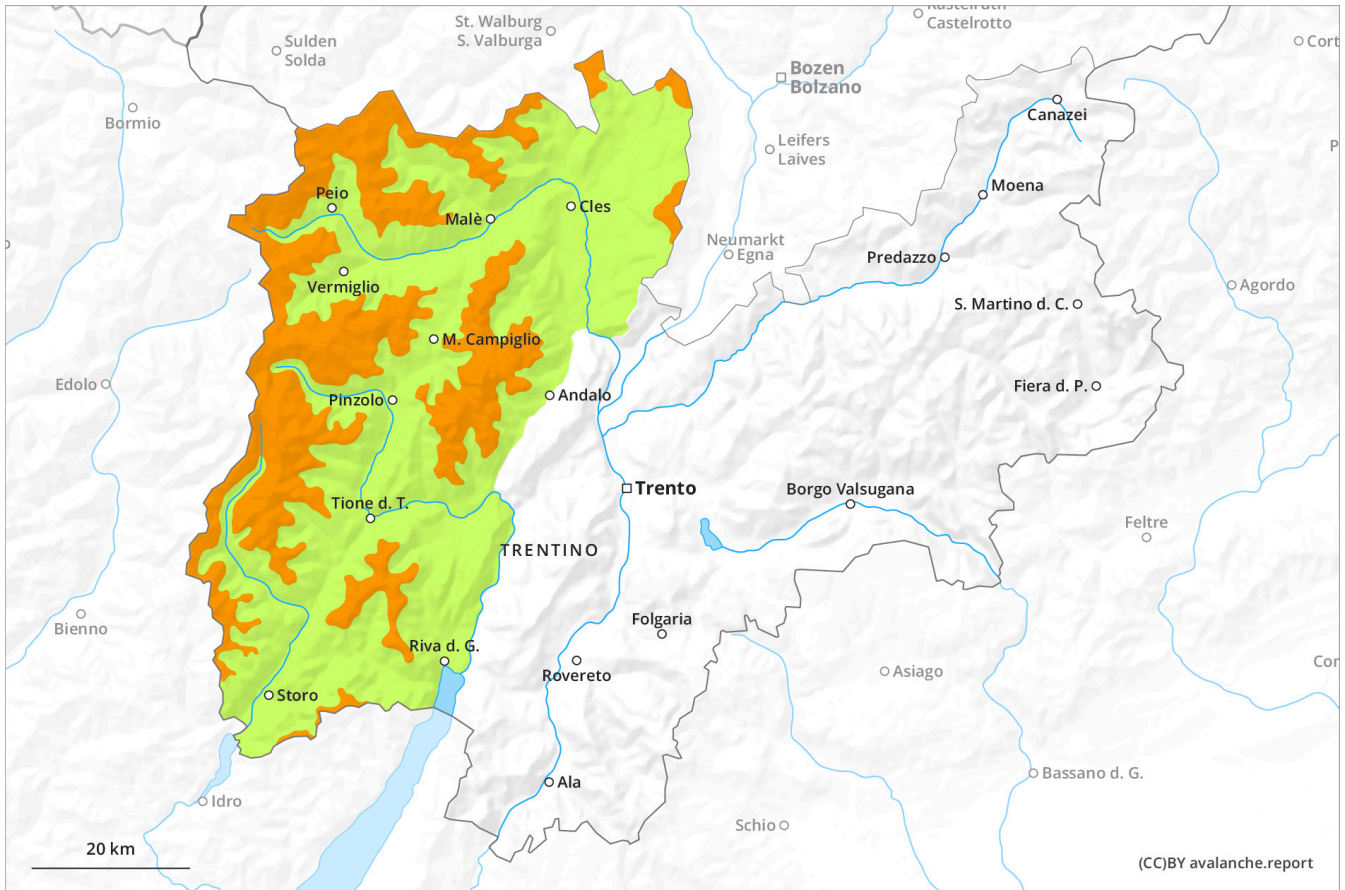 Kastelruth
Castelrotto
St. Walburg
S. Valburga
Sulden
Solda
Cort
Bozen
Bolzano
Bormio
Canazei
Leifers
Laives
P
Moena
Peio
Malè
Cles
Neumarkt
Egna
Predazzo
Vermiglio
Agordo
S. Martino d. C.
M. Campiglio
Edolo
Andalo
Fiera d. P.
Pinzolo
Trento
Borgo Valsugana
Tione d. T.
Feltre
TRENTINO
Bienno
Folgaria
Riva d. G.
Rovereto
Asiago
Cor
Storo
Bassano d. G.
Ala
Idro
Schio
20 km
(CC)BY avalanche.report